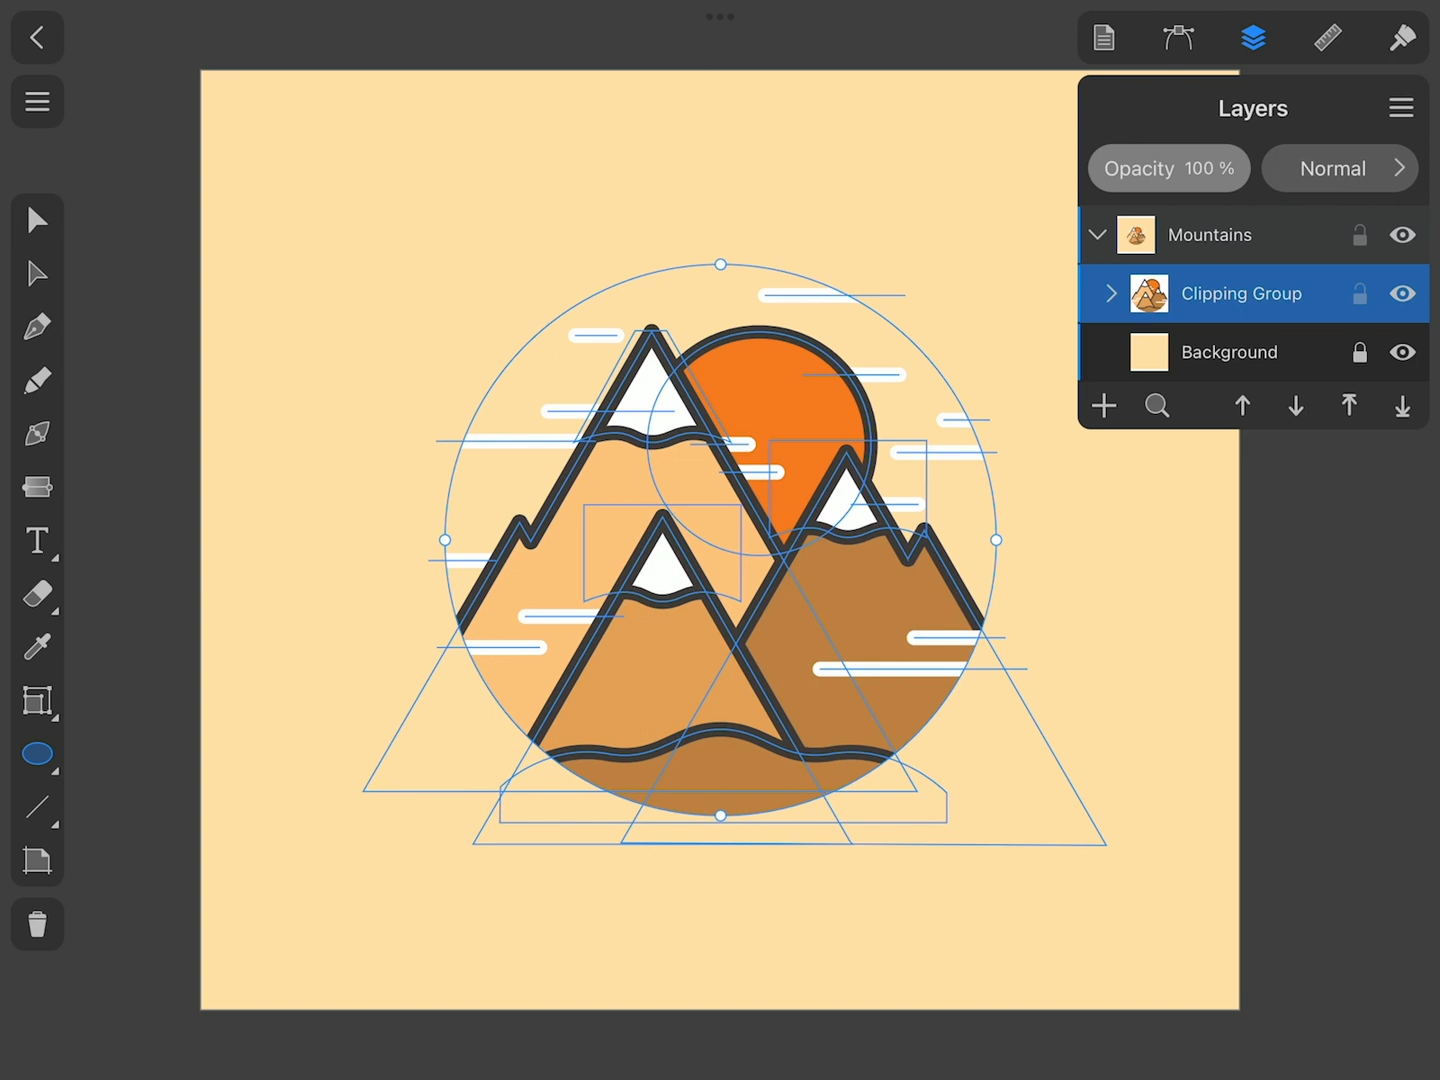 Layers
Opacity 100 %
Normal
Mountains
Clipping Group
Background
T